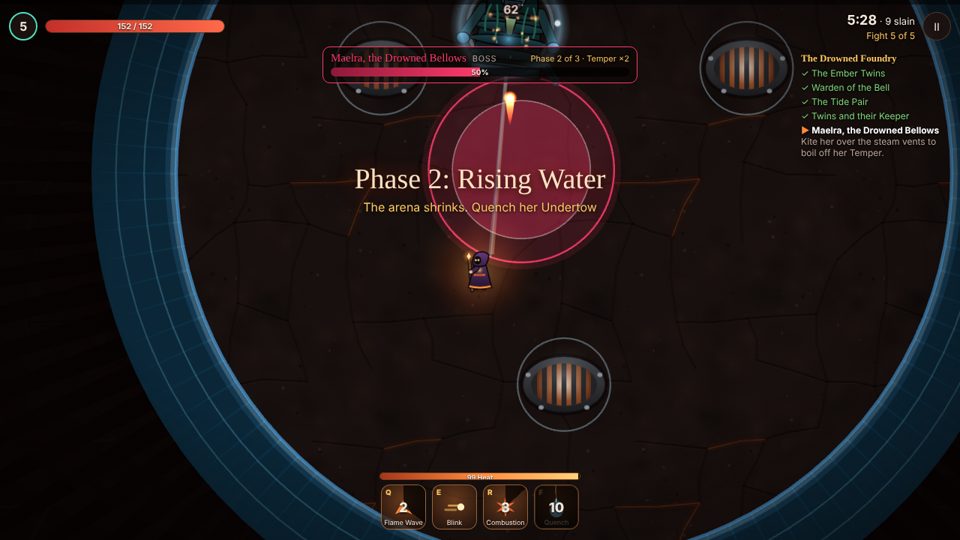 5
152 / 152
62
5:28 · 9 slain
Fight 5 of 5
Maelra, the Drowned Bellows BOSS Phase 2 of 3 · Temper ×2
50%
The Drowned Foundry
✓ The Ember Twins
✓ Warden of the Bell
✓ The Tide Pair
✓ Twins and their Keeper
▶ Maelra, the Drowned Bellows
Kite her over the steam vents to
boil off her Temper.
Phase 2: Rising Water
The arena shrinks. Quench her Undertow
99 Heat
Q E R F
2 8 10
Flame Wave Blink Combustion Quench